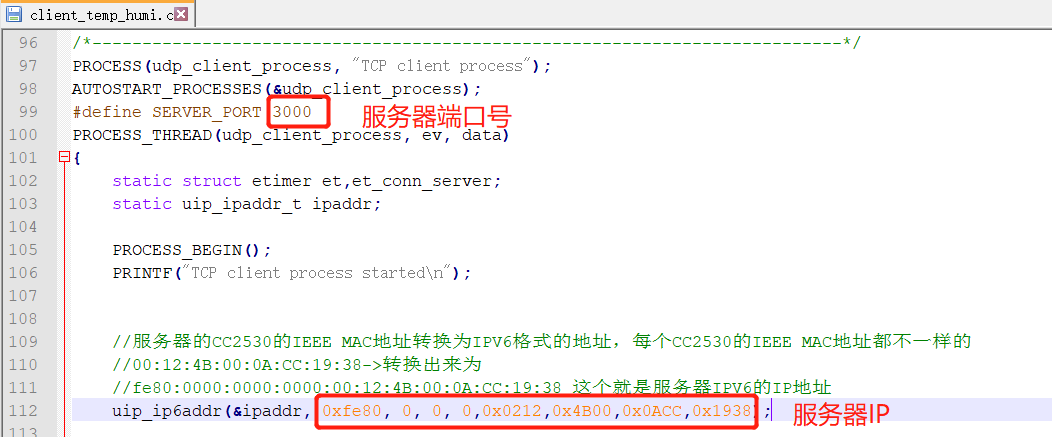 client_temp_humi.c
96 /*---------------------------------------------------------------------------*/
97 PROCESS(udp_client_process, "TCP client process");
98 AUTOSTART_PROCESSES(&udp_client_process);
99 #define SERVER_PORT 3000 服务器端口号
100 PROCESS_THREAD(udp_client_process, ev, data)
101 {
102 static struct etimer et,et_conn_server;
103 static uip_ipaddr_t ipaddr;
104
105 PROCESS_BEGIN();
106 PRINTF("TCP client process started\n");
107
108
109 //服务器的CC2530的IEEE MAC地址转换为IPV6格式的地址，每个CC2530的IEEE MAC地址都不一样的
110 //00:12:4B:00:0A:CC:19:38->转换出来为
111 //fe80:0000:0000:0000:00:12:4B:00:0A:CC:19:38 这个就是服务器IPV6的IP地址
112 uip_ip6addr(&ipaddr, 0xfe80, 0, 0, 0,0x0212,0x4B00,0x0ACC,0x1938); 服务器IP
113